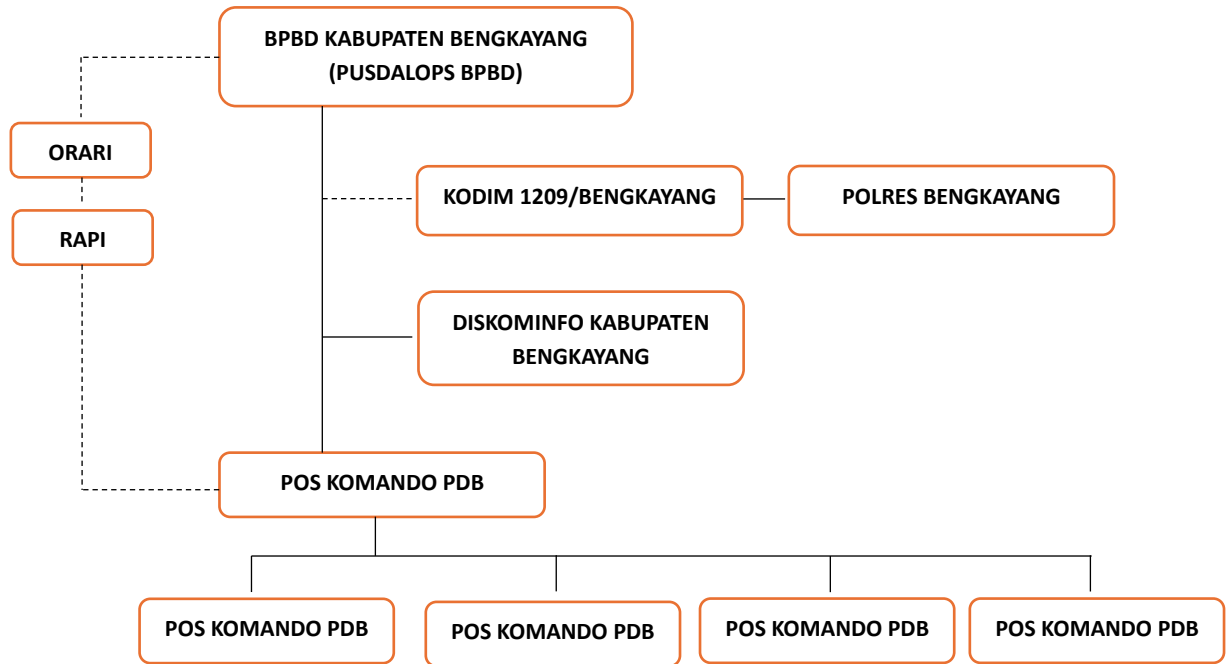 BPBD KABUPATEN BENGKAYANG
(PUSDALOPS BPBD)
ORARI
KODIM 1209/BENGKAYANG
POLRES BENGKAYANG
RAPI
DISKOMINFO KABUPATEN
BENGKAYANG
POS KOMANDO PDB
POS KOMANDO PDB
POS KOMANDO PDB
POS KOMANDO PDB
POS KOMANDO PDB